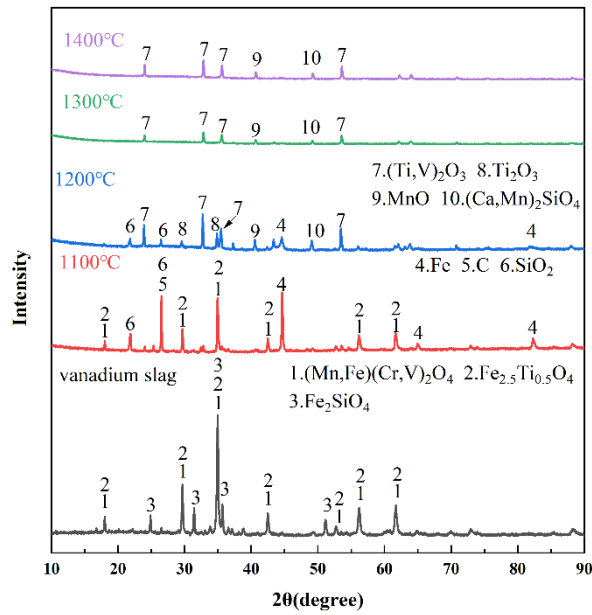 1400°C
7 7 7 9 10 7
1300°C
7 7 7 9 10 7
7.(Ti,V)₂O₃ 8.Ti₂O₃
9.MnO 10.(Ca,Mn)₂SiO₄
1200°C
6 7 6 8 7 8 7 9 4 10 7 4
4.Fe 5.C 6.SiO₂
1100°C
6 2 4
2 5 2 1 2 2 2
1 6 1 1 1 1 4 4
vanadium slag
1.(Mn,Fe)(Cr,V)₂O₄ 2.Fe₂.₅Ti₀.₅O₄
3.Fe₂SiO₄
3
2
2 2 1 2 2 2
1 3 1 3 3 1 3 2 1 1
1
Intensity
10 20 30 40 50 60 70 80 90
2θ(degree)